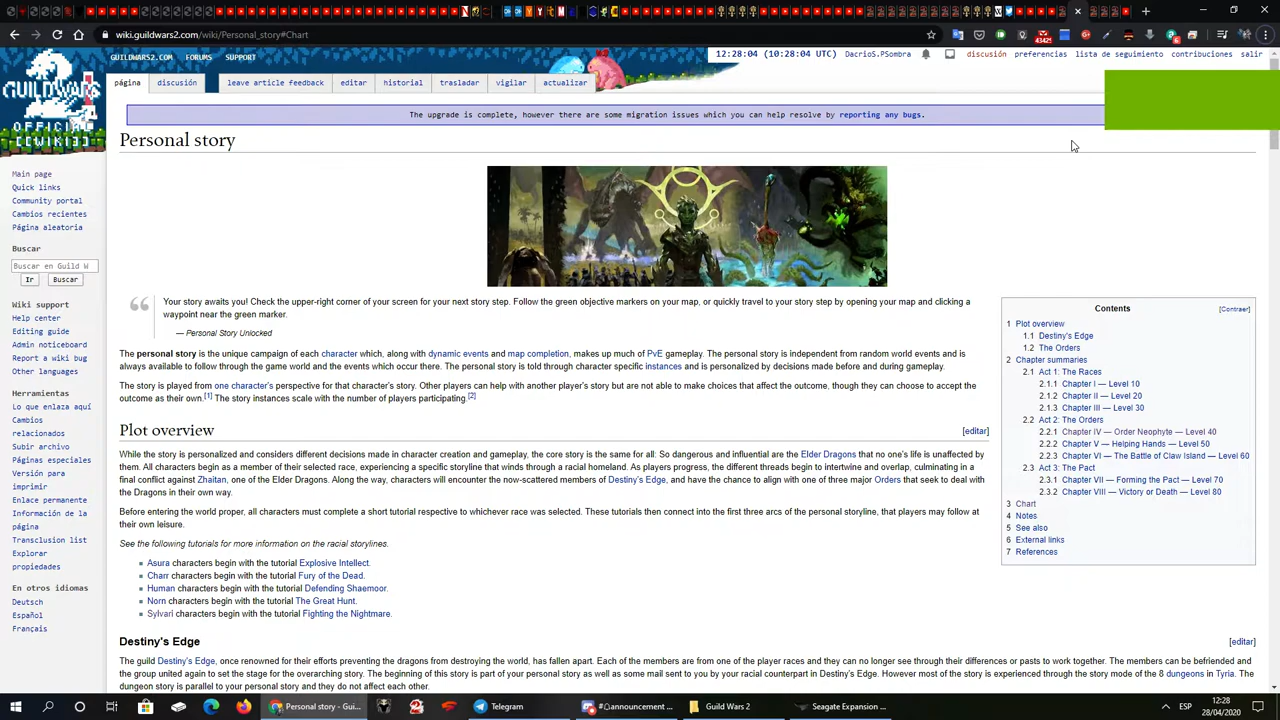 wiki.guildwars2.com/wiki/Personal_story#Chart
GUILDWARS2.COM FORUMS SUPPORT
12:28:04 (10:28:04 UTC) DacrioS.PSombra discusión preferencias lista de seguimiento contribuciones salir
GUILDWARS
OFFICIAL
WIKI
página discusión leave article feedback editar historial trasladar vigilar actualizar
The upgrade is complete, however there are some migration issues which you can help resolve by reporting any bugs.
Personal story
Main page
Quick links
Community portal
Cambios recientes
Página aleatoria
Buscar
Buscar en Guild W
Ir Buscar
Wiki support
Help center
Editing guide
Admin noticeboard
Report a wiki bug
Other languages
Herramientas
Lo que enlaza aquí
Cambios
relacionados
Subir archivo
Páginas especiales
Versión para
imprimir
Enlace permanente
Información de la
página
Transclusion list
Explorar
propiedades
En otros idiomas
Deutsch
Español
Français
Your story awaits you! Check the upper-right corner of your screen for your next story step. Follow the green objective markers on your map, or quickly travel to your story step by opening your map and clicking a
waypoint near the green marker.
— Personal Story Unlocked
The personal story is the unique campaign of each character which, along with dynamic events and map completion, makes up much of PvE gameplay. The personal story is independent from random world events and is
always available to follow through the game world and the events which occur there. The personal story is told through character specific instances and is personalized by decisions made before and during gameplay.
The story is played from one character's perspective for that character's story. Other players can help with another player's story but are not able to make choices that affect the outcome, though they can choose to accept the
outcome as their own.[1] The story instances scale with the number of players participating.[2]
Contents [Contraer]
1 Plot overview
1.1 Destiny's Edge
1.2 The Orders
2 Chapter summaries
2.1 Act 1: The Races
2.1.1 Chapter I — Level 10
2.1.2 Chapter II — Level 20
2.1.3 Chapter III — Level 30
2.2 Act 2: The Orders
2.2.1 Chapter IV — Order Neophyte — Level 40
2.2.2 Chapter V — Helping Hands — Level 50
2.2.3 Chapter VI — The Battle of Claw Island — Level 60
2.3 Act 3: The Pact
2.3.1 Chapter VII — Forming the Pact — Level 70
2.3.2 Chapter VIII — Victory or Death — Level 80
3 Chart
4 Notes
5 See also
6 External links
7 References
Plot overview [editar]
While the story is personalized and considers different decisions made in character creation and gameplay, the core story is the same for all: So dangerous and influential are the Elder Dragons that no one's life is unaffected by
them. All characters begin as a member of their selected race, experiencing a specific storyline that winds through a racial homeland. As players progress, the different threads begin to intertwine and overlap, culminating in a
final conflict against Zhaitan, one of the Elder Dragons. Along the way, characters will encounter the now-scattered members of Destiny's Edge, and have the chance to align with one of three major Orders that seek to deal with
the Dragons in their own way.
Before entering the world proper, all characters must complete a short tutorial respective to whichever race was selected. These tutorials then connect into the first three arcs of the personal storyline, that players may follow at
their own leisure.
See the following tutorials for more information on the racial storylines.
Asura characters begin with the tutorial Explosive Intellect.
Charr characters begin with the tutorial Fury of the Dead.
Human characters begin with the tutorial Defending Shaemoor.
Norn characters begin with the tutorial The Great Hunt.
Sylvari characters begin with the tutorial Fighting the Nightmare.
Destiny's Edge [editar]
The guild Destiny's Edge, once renowned for their efforts preventing the dragons from destroying the world, has fallen apart. Each of the members are from one of the player races and they can no longer see through their differences or pasts to work together. The members can be befriended and
the group united again to set the stage for the overarching story. The beginning of this story is part of your personal story as well as some mail sent to you by your racial counterpart in Destiny's Edge. However most of the story is experienced through the story mode of the 8 dungeons in Tyria. The
dungeon story is parallel to your personal story and they do not affect each other.
Personal story - Gui... Telegram #announcement ... Guild Wars 2 Seagate Expansion ...
ESP
12:28
28/04/2020